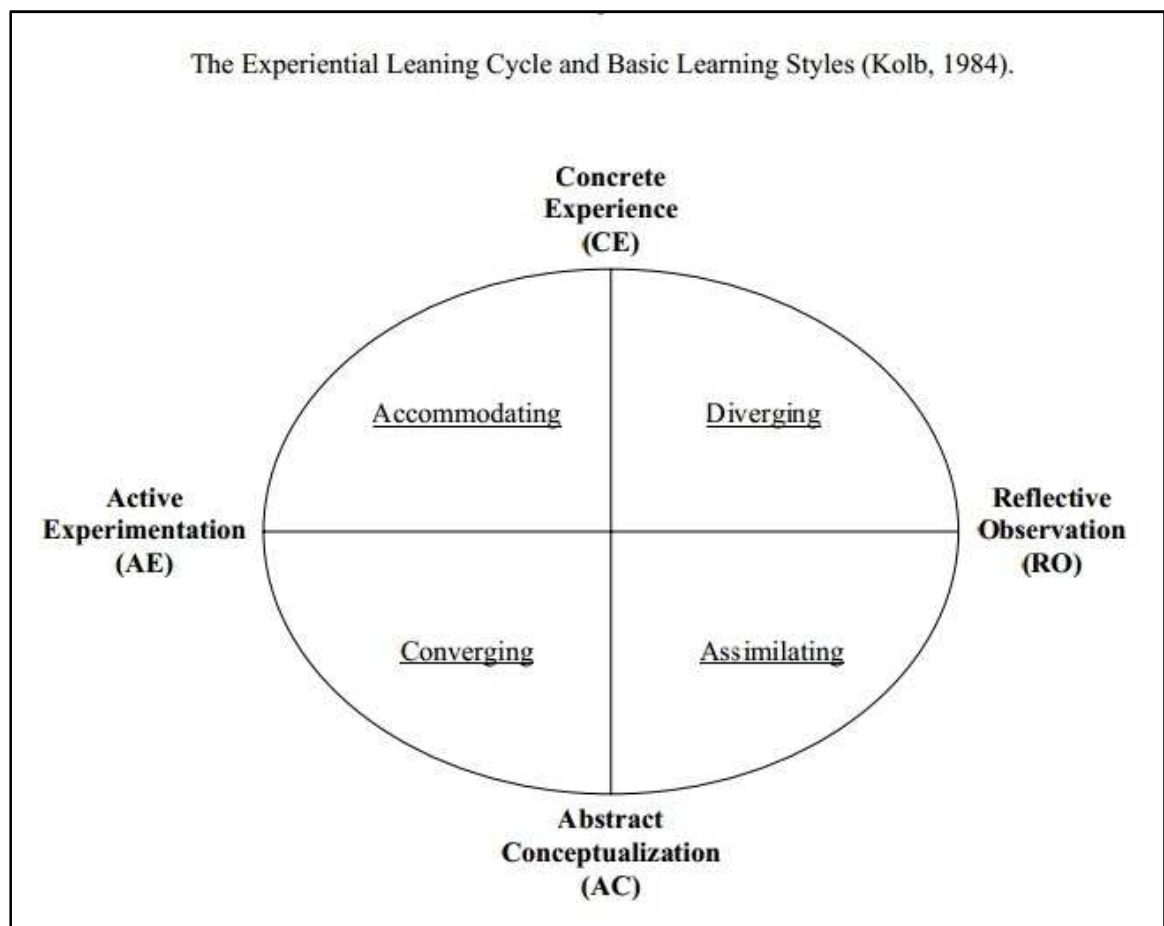 The Experiential Leaning Cycle and Basic Learning Styles (Kolb, 1984).
Concrete
Experience
(CE)
Accommodating
Diverging
Active
Experimentation
(AE)
Reflective
Observation
(RO)
Converging
Assimilating
Abstract
Conceptualization
(AC)